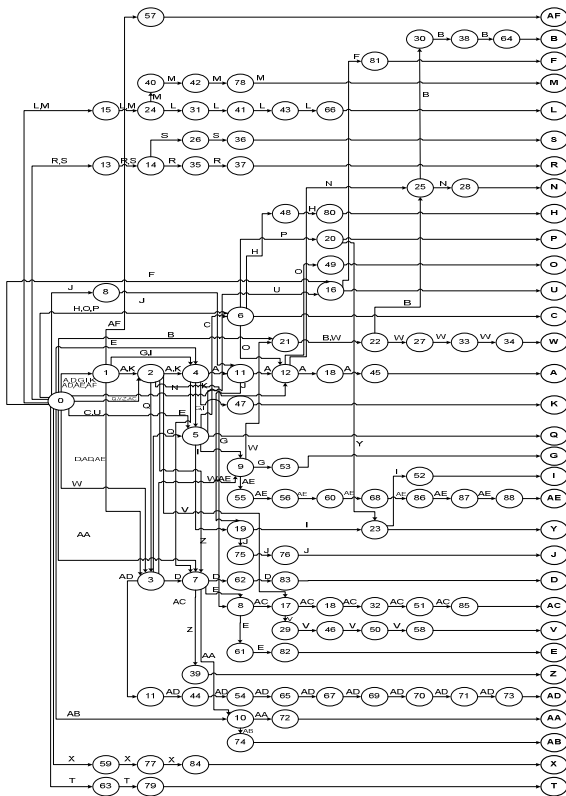 57 AF
30 B 38 B 64 B
F 81 F
40 M 42 M 78 M M
M
L,M 15 L,M 24 L 31 L 41 L 43 L 66 L
B
S 26 S 36 S
R,S 13 R,S 14 R 35 R 37 R
N 25 N 28 N
48 H 80 H
P 20 P
H
49 O
F O
J 8 J U 16 U
H,O,P 6 C
AF C
B 21 B,W 22 W 27 W 33 W 34 W
B
E O
G,I
0 1 A,K 2 A,K 4 A 11 A 12 A 18 A 45 A
N K 47 K
C,U Q E
Q 5 Q
G W Y
I 9 G 53 G
I 52 I
W W,AE AE
55 AE 56 AE 60 AE 68 AE 86 AE 87 AE 88 AE
V
AA Z 19 I 23 Y
J
75 J 76 J J
AD 3 D 7 D 62 D 83 D
E
AC 8 AC 17 AC 18 AC 32 AC 51 AC 85 AC
V
Z E 29 V 46 V 50 V 58 V
AA 61 E 82 E
39 Z
11 AD 44 AD 54 AD 65 AD 67 AD 69 AD 70 AD 71 AD 73 AD
AB 10 AA 72 AA
AB
74 AB
X 59 X 77 X 84 X
T 63 T 79 T